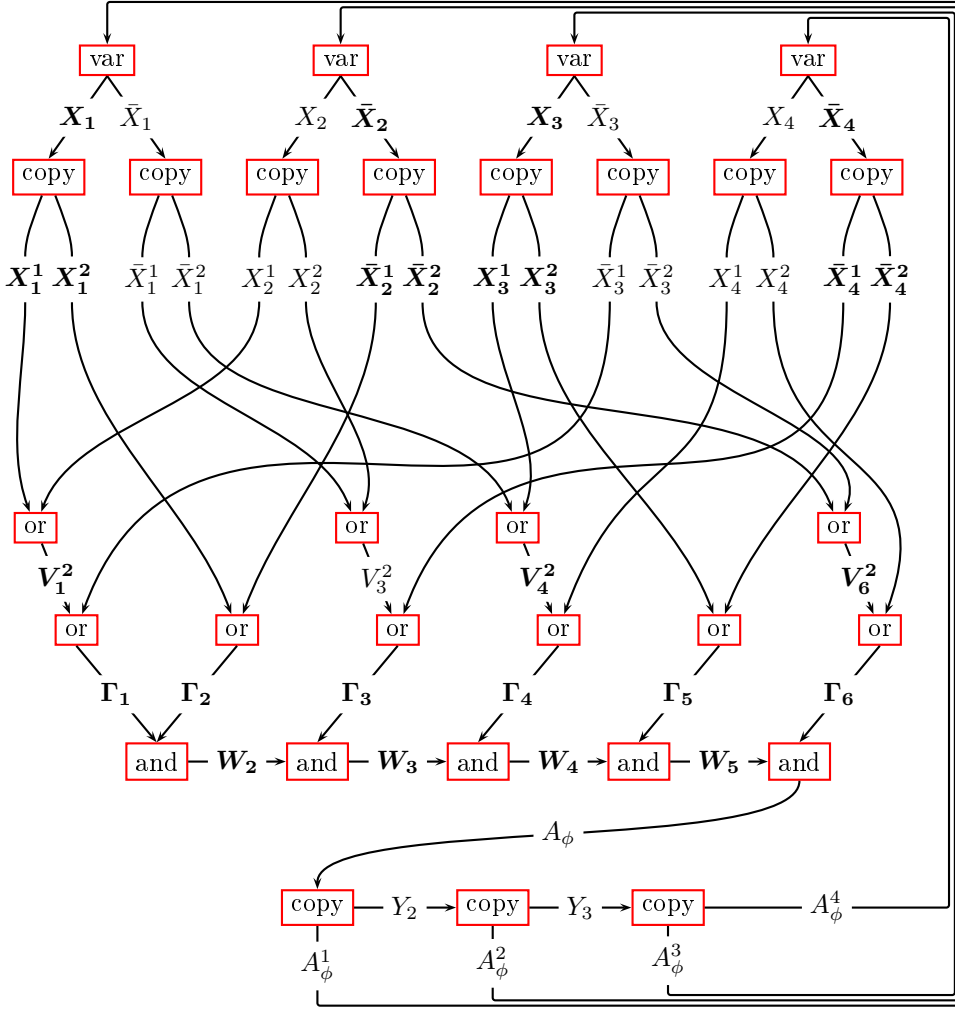 var var var var
𝑿₁ X̄₁ X₂ 𝑿̄₂ 𝑿₃ X̄₃ X₄ 𝑿̄₄
copy copy copy copy copy copy copy copy
𝑿₁¹ 𝑿₁² X̄₁¹ X̄₁² X₂¹ X₂² 𝑿̄₂¹ 𝑿̄₂² 𝑿₃¹ 𝑿₃² X̄₃¹ X̄₃² X₄¹ X₄² 𝑿̄₄¹ 𝑿̄₄²
or or or or
𝑽₁² V₃² 𝑽₄² 𝑽₆²
or or or or or or
𝚪₁ 𝚪₂ 𝚪₃ 𝚪₄ 𝚪₅ 𝚪₆
and 𝑾₂ and 𝑾₃ and 𝑾₄ and 𝑾₅ and
A_ϕ
copy Y₂ copy Y₃ copy A_ϕ⁴
A_ϕ¹ A_ϕ² A_ϕ³